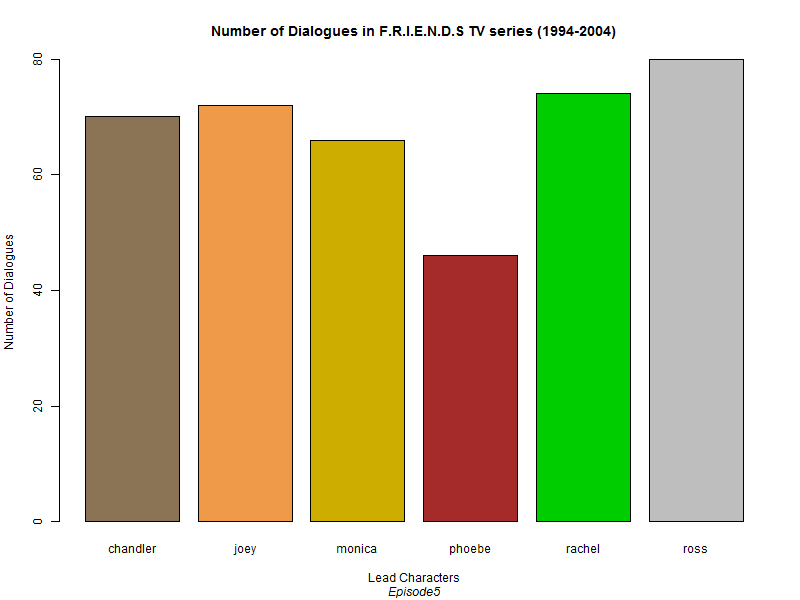 Number of Dialogues in F.R.I.E.N.D.S TV series (1994-2004)
Number of Dialogues
80
60
40
20
0
chandler joey monica phoebe rachel ross
Lead Characters
Episode5